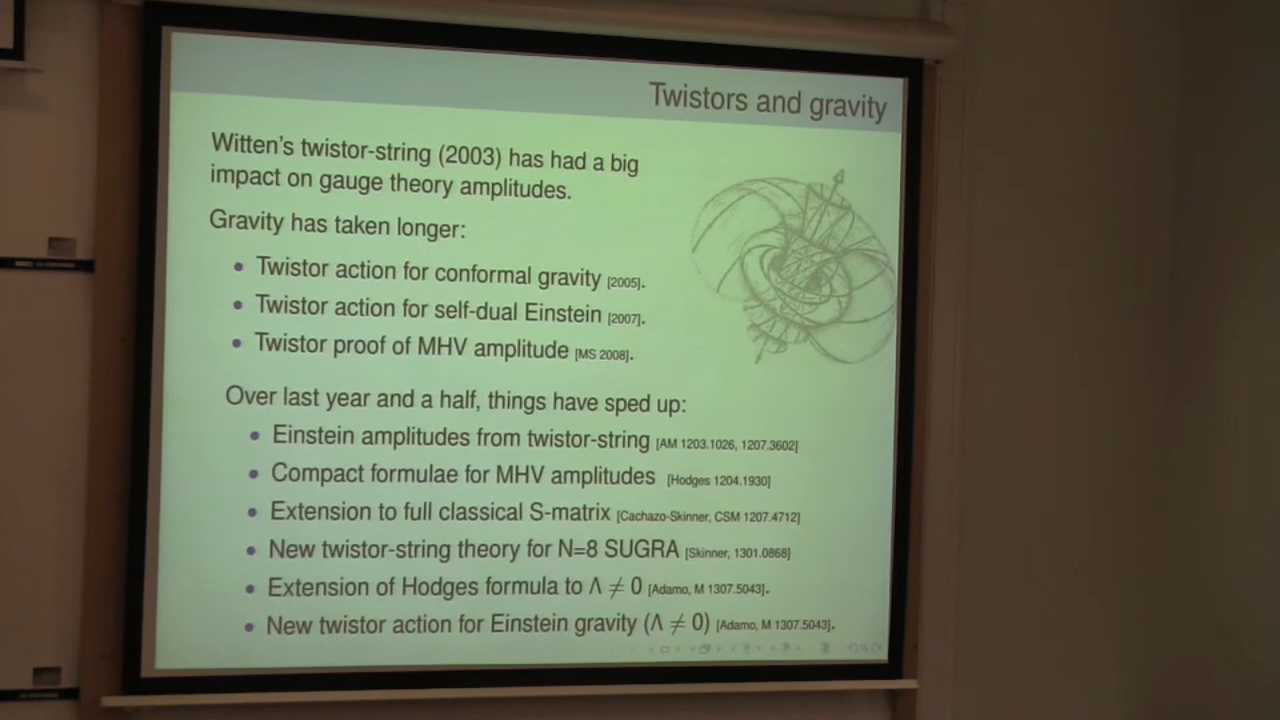 Twistors and gravity
Witten's twistor-string (2003) has had a big
impact on gauge theory amplitudes.
Gravity has taken longer:
• Twistor action for conformal gravity [2005].
• Twistor action for self-dual Einstein [2007].
• Twistor proof of MHV amplitude [MS 2008].
Over last year and a half, things have sped up:
• Einstein amplitudes from twistor-string [AM 1203.1026, 1207.3602]
• Compact formulae for MHV amplitudes [Hodges 1204.1930]
• Extension to full classical S-matrix [Cachazo-Skinner, CSM 1207.4712]
• New twistor-string theory for N=8 SUGRA [Skinner, 1301.0868]
• Extension of Hodges formula to Λ ≠ 0 [Adamo, M 1307.5043].
• New twistor action for Einstein gravity (Λ ≠ 0) [Adamo, M 1307.5043].